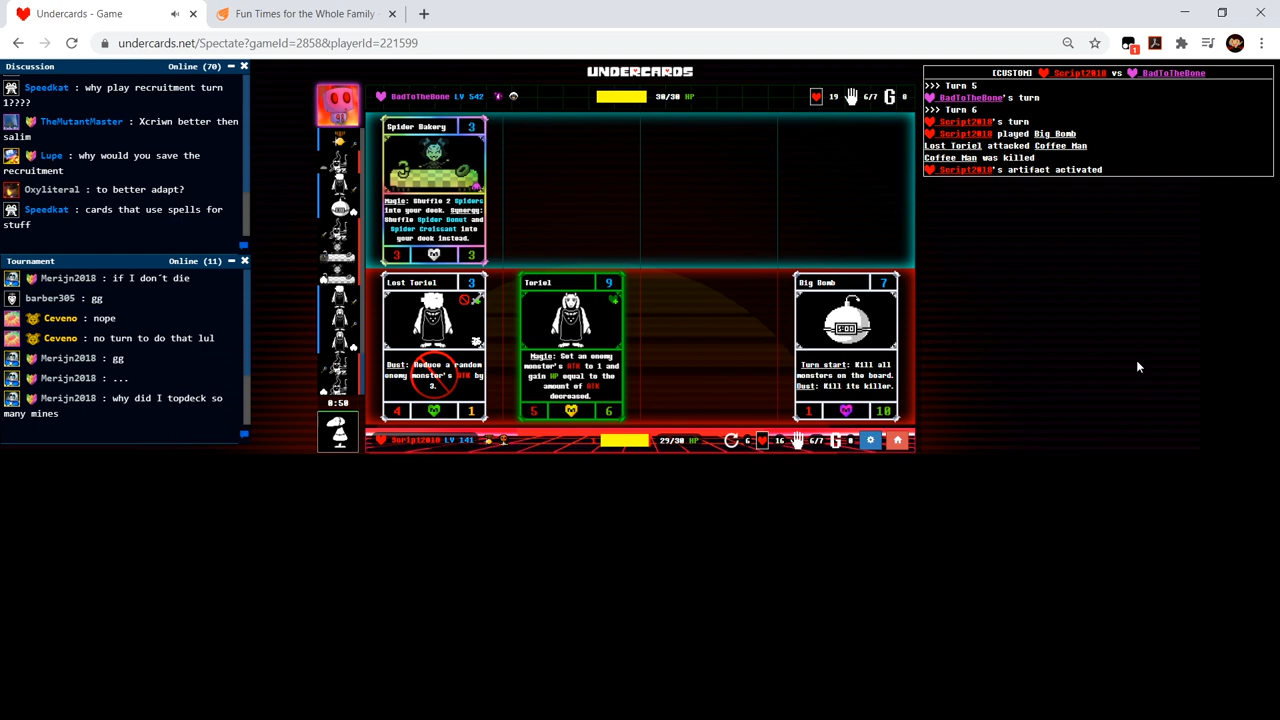 Undercards - Game
Fun Times for the Whole Family -
undercards.net/Spectate?gameId=2858&playerId=221599
Discussion Online (70)
Speedkat : why play recruitment turn
1????
TheMutantMaster : Xcriwn better then
salim
Lupe : why would you save the
recruitment
Oxyliteral : to better adapt?
Speedkat : cards that use spells for
stuff
Tournament Online (11)
Merijn2018 : if I don´t die
barber305 : gg
Ceveno : nope
Ceveno : no turn to do that lul
Merijn2018 : gg
Merijn2018 : ...
Merijn2018 : why did I topdeck so
many mines
UNDERCARDS
BadToTheBone LV 542 30/30 HP 19 6/7 G 0
Spider Bakery 3
Magic: Shuffle 2 Spiders
into your deck. Synergy:
Shuffle Spider Donut and
Spider Croissant into
your deck instead.
3 3
Lost Toriel 3
Dust: Reduce a random
enemy monster's ATK by
3.
4 1
Toriel 9
Magic: Set an enemy
monster's ATK to 1 and
gain HP equal to the
amount of ATK
decreased.
5 6
Big Bomb 7
5:00
Turn start: Kill all
monsters on the board.
Dust: Kill its killer.
1 10
0:50
Script2018 LV 141 29/30 HP 6 16 6/7 G 0
[CUSTOM] Script2018 vs BadToTheBone
>>> Turn 5
BadToTheBone's turn
>>> Turn 6
Script2018's turn
Script2018 played Big Bomb
Lost Toriel attacked Coffee Man
Coffee Man was killed
Script2018's artifact activated